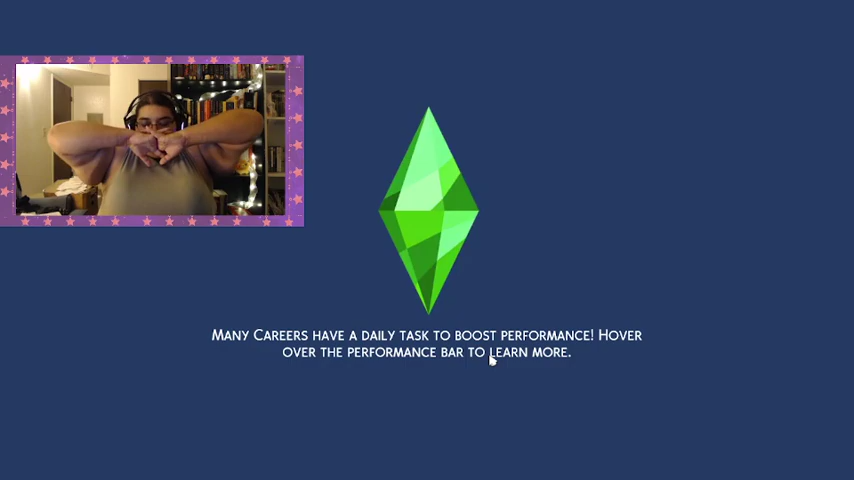 Many Careers have a daily task to boost performance! Hover
over the performance bar to learn more.